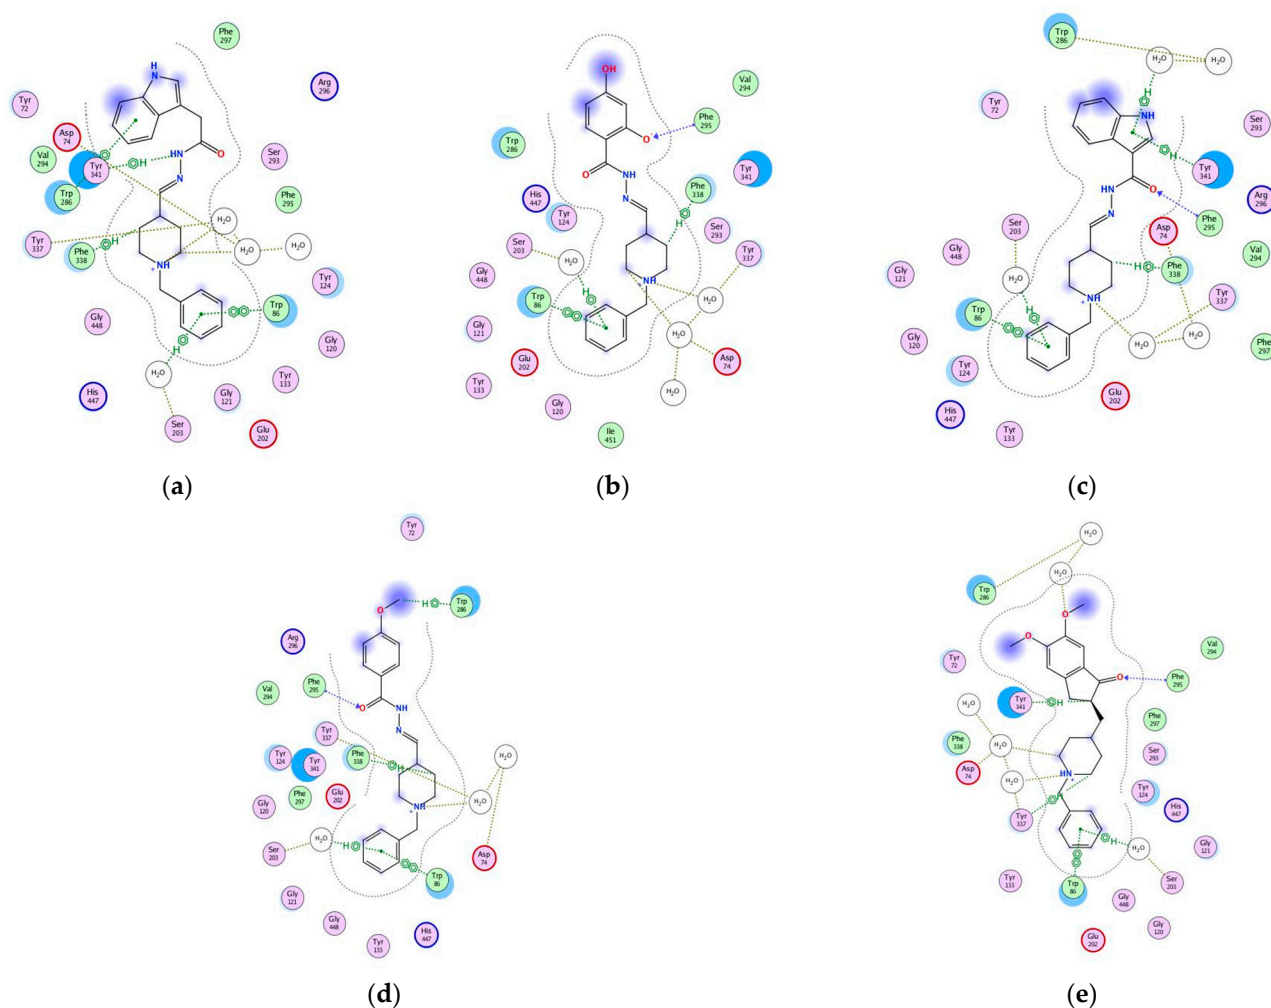 Phe
297
Arg
296
Tyr
72
Asp
74
Val
294
Tyr
341
Trp
286
Ser
293
Phe
295
Tyr
337
Phe
338
Tyr
124
Trp
86
Gly
448
Gly
120
Tyr
133
His
447
Gly
121
Ser
203
Glu
202
H
N
HN
O
N
NH
+
H
H
H
H₂O
H₂O
H₂O
H₂O
(a)
OH
Val
294
Phe
295
O
Trp
286
O
NH
N
Tyr
341
His
447
Phe
338
Tyr
124
Ser
293
Ser
203
Tyr
337
H₂O
Gly
448
NH
+
H
H
H₂O
Trp
86
Gly
121
H₂O
Glu
202
Asp
74
Tyr
133
H₂O
Gly
120
Ile
451
(b)
Trp
286
H₂O
H₂O
Tyr
72
H
NH
Ser
293
H
Tyr
341
HN
O
Arg
296
N
Phe
295
Ser
203
Asp
74
Gly
448
Val
294
Gly
121
H
Phe
338
H₂O
Tyr
337
NH
+
Trp
86
H
H₂O
H₂O
Gly
120
Phe
297
Tyr
124
Glu
202
His
447
Tyr
133
(c)
Tyr
72
O
H
Trp
286
Arg
296
Phe
295
Val
294
O
NH
N
Tyr
337
Tyr
124
Tyr
341
Phe
338
H
H₂O
Phe
297
Glu
202
NH
+
H₂O
Gly
120
Ser
203
H₂O
H
Asp
74
Trp
86
Gly
121
Gly
448
Tyr
133
His
447
(d)
H₂O
H₂O
Trp
286
O
O
Val
294
Tyr
72
O
Phe
295
Tyr
341
H
H₂O
Phe
297
Phe
338
H₂O
Ser
293
Asp
74
NH
+
H₂O
H
Tyr
124
His
447
Tyr
337
H
H₂O
Gly
121
Tyr
133
Trp
86
Ser
203
Gly
448
Gly
120
Glu
202
(e)